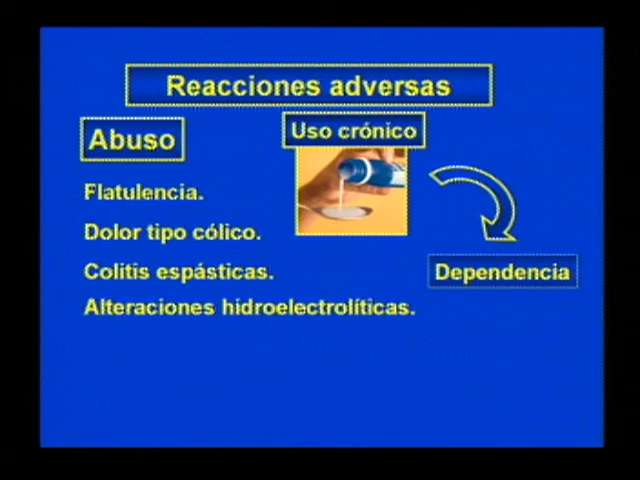 Reacciones adversas
Abuso
Uso crónico
Flatulencia.
Dolor tipo cólico.
Colitis espásticas.
Dependencia
Alteraciones hidroelectrolíticas.